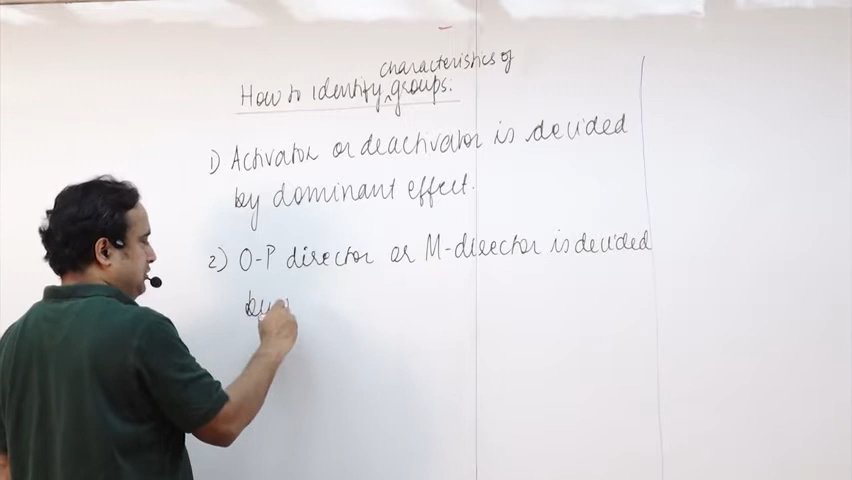 characteristics of
How to identify ^ groups:
1) Activator or deactivator is decided
by dominant effect.
2) O-P director or M-director is decided
by